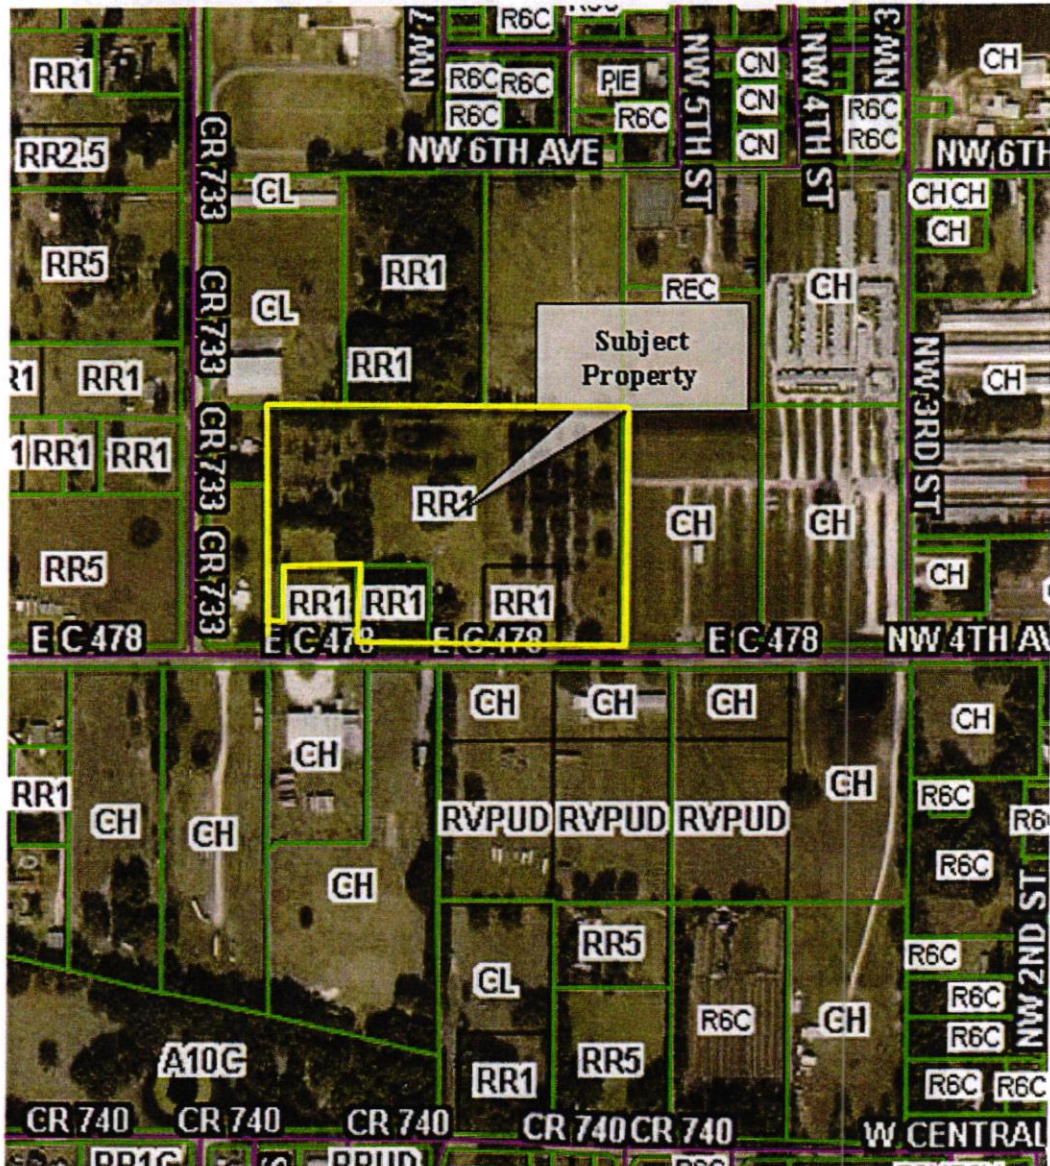 R6C
RR1
NW 7
R6C R6C
PIE
CN
CH
R6C
R6C
CN
R6C
NW 5TH ST
NW 4TH ST
NW 3
CN
R6C
RR2.5
CR 733
NW 6TH AVE
NW 6TH
CL
CH CH
CH
RR5
RR1
REC
CH
CR 733
CL
Subject
Property
RR1
RR1
CH
NW 3RD ST
RR1
RR1
CR 733
RR1
RR1
RR1
CH
CH
RR5
CR 733
CH
RR1
RR1
RR1
E C 478
E C 478
E C 478
E C 478
NW 4TH AV
CH
CH
CH
CH
CH
CH
RR1
CH
CH
RVPUD
RVPUD
RVPUD
R6C
R6C
CH
RR5
NW 2ND ST
R6C
CL
R6C
CH
R6C
R6C
A10C
RR1
RR5
R6C
R6C
CR 740
CR 740
CR 740
CR 740
CR 740
W CENTRAL
RR1C
RPUD
R6C